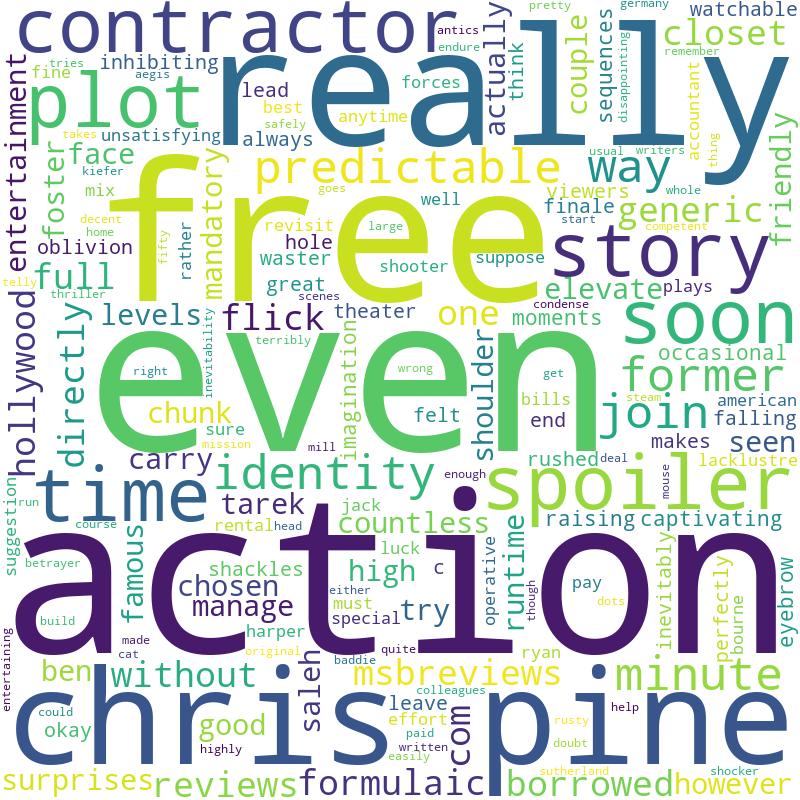 contractor
antics
pretty
germany
watchable
tries
aegis
inhibiting
fine
really
endure
actually
think
couple
sequences
disappointing
closet
remember
entertainment
plot
lead
forces
best
anytime
safely
accountant
takes
unsatisfying
always
usual
writers
thing
foster
face
kiefer
predictable
way
whole
friendly
mix
goes
well
viewers
decent
home
free
mandatory
revisit
large
finale
start
generic
competent
oblivion
fifty
rather
hole
story
telly
full
waster
shooter
suppose
thriller
great
elevate
plays
hollywood
directly
levels
inevitability
flick
scenes
theater
one
condense
moments
soon
terribly
imagination
even
shoulder
occasional
right
wrong
get
former
chunk
felt
bills
american
sure
end
join
steam
falling
mission
makes
seen
carry
mill
rushed
deal
lacklustre
time
identity
enough
spoiler
mouse
suggestion
run
tarek
jack
countless
raising
captivating
course
rental
head
operative
runtime
famous
luck
inevitably
perfectly
bourne
eyebrow
betrayer
shackles
high
c
action
chosen
either
pay
though
manage
must
try
dots
build
special
harper
entertaining
made
original
quite
ryan
cat
baddie
ben
without
saleh
msbreviews
minute
chris
pine
colleagues
leave
could
rusty
help
good
effort
com
okay
paid
doubt
highly
written
easily
sutherland
shocker
surprises
reviews
formulaic
borrowed
however